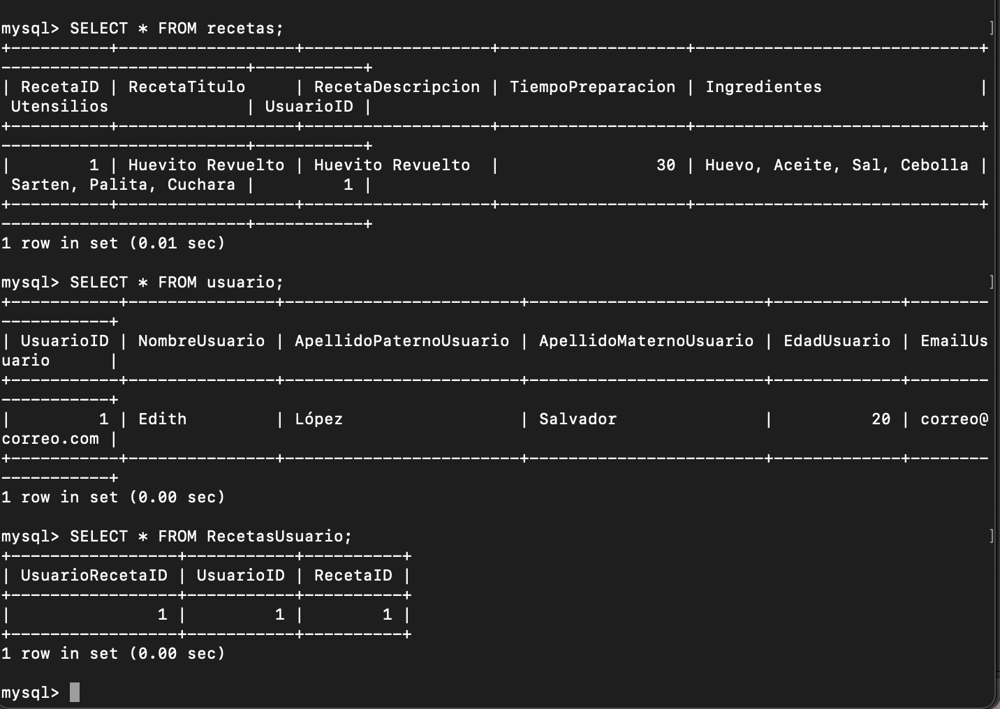 mysql> SELECT * FROM recetas; ]
+----------+------------------+-------------------+-------------------+-----------------------------+
-------------------------+-----------+
| RecetaID | RecetaTitulo     | RecetaDescripcion | TiempoPreparacion | Ingredientes                |
 Utensilios              | UsuarioID |
+----------+------------------+-------------------+-------------------+-----------------------------+
-------------------------+-----------+
|        1 | Huevito Revuelto | Huevito Revuelto  |                30 | Huevo, Aceite, Sal, Cebolla |
 Sarten, Palita, Cuchara |         1 |
+----------+------------------+-------------------+-------------------+-----------------------------+
-------------------------+-----------+
1 row in set (0.01 sec)

mysql> SELECT * FROM usuario; ]
+-----------+---------------+------------------------+------------------------+-------------+--------
-----------+
| UsuarioID | NombreUsuario | ApellidoPaternoUsuario | ApellidoMaternoUsuario | EdadUsuario | EmailUs
uario      |
+-----------+---------------+------------------------+------------------------+-------------+--------
-----------+
|         1 | Edith         | López                  | Salvador               |          20 | correo@
correo.com |
+-----------+---------------+------------------------+------------------------+-------------+--------
-----------+
1 row in set (0.00 sec)

mysql> SELECT * FROM RecetasUsuario; ]
+-----------------+-----------+----------+
| UsuarioRecetaID | UsuarioID | RecetaID |
+-----------------+-----------+----------+
|               1 |         1 |        1 |
+-----------------+-----------+----------+
1 row in set (0.00 sec)

mysql>